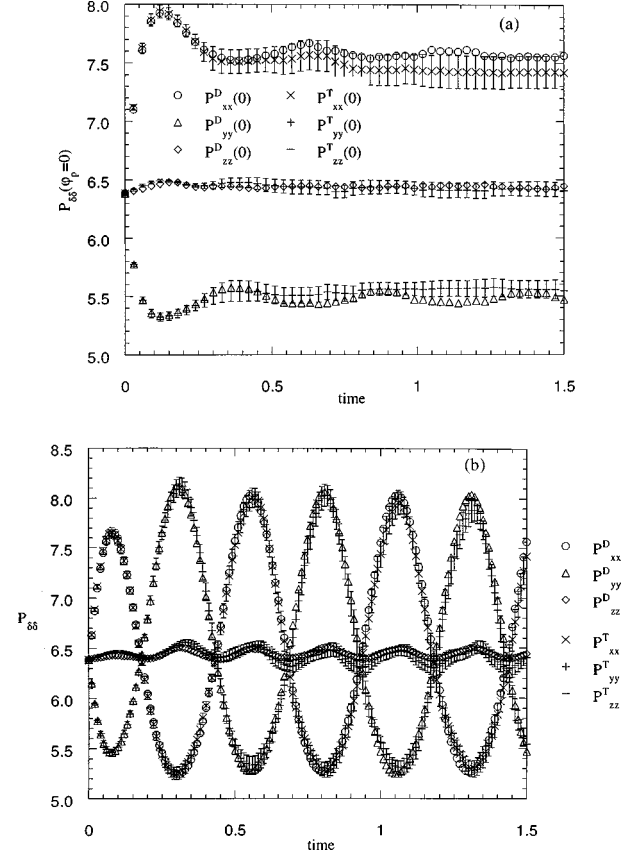 (a)
8.0
7.5
7.0
6.5
6.0
5.5
5.0
P_δδ(φ_p=0)
P^D_xx(0) P^T_xx(0)
P^D_yy(0) P^T_yy(0)
P^D_zz(0) P^T_zz(0)
0 0.5 1 1.5
time
(b)
8.5
8.0
7.5
7.0
6.5
6.0
5.5
5.0
P_δδ
P^D_xx
P^D_yy
P^D_zz
P^T_xx
P^T_yy
P^T_zz
0 0.5 1 1.5
time